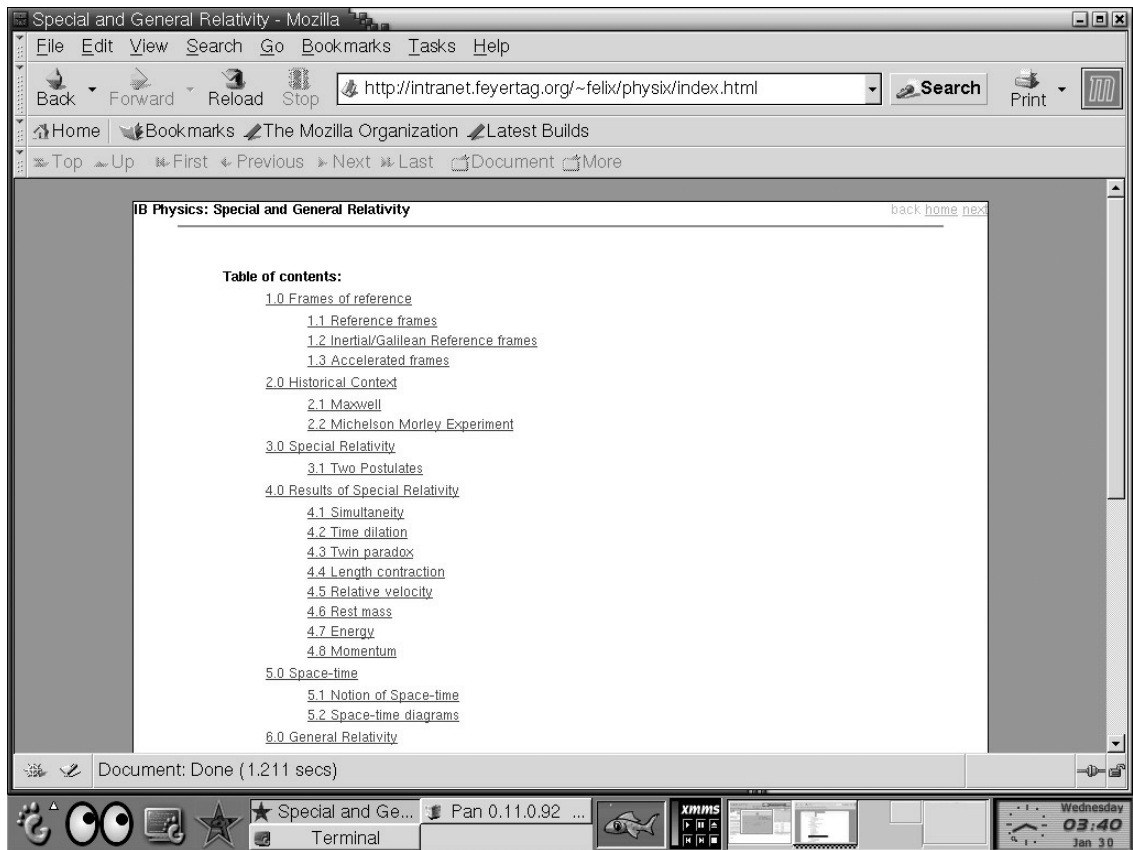 Special and General Relativity - Mozilla
File Edit View Search Go Bookmarks Tasks Help
Back Forward Reload Stop http://intranet.feyertag.org/~felix/physix/index.html Search Print
Home Bookmarks The Mozilla Organization Latest Builds
Top Up First Previous Next Last Document More
IB Physics: Special and General Relativity back home next
Table of contents:
1.0 Frames of reference
1.1 Reference frames
1.2 Inertial/Galilean Reference frames
1.3 Accelerated frames
2.0 Historical Context
2.1 Maxwell
2.2 Michelson Morley Experiment
3.0 Special Relativity
3.1 Two Postulates
4.0 Results of Special Relativity
4.1 Simultaneity
4.2 Time dilation
4.3 Twin paradox
4.4 Length contraction
4.5 Relative velocity
4.6 Rest mass
4.7 Energy
4.8 Momentum
5.0 Space-time
5.1 Notion of Space-time
5.2 Space-time diagrams
6.0 General Relativity
Document: Done (1.211 secs)
Special and Ge... Pan 0.11.0.92 ...
Terminal
xmms
Wednesday
03:40
Jan 30